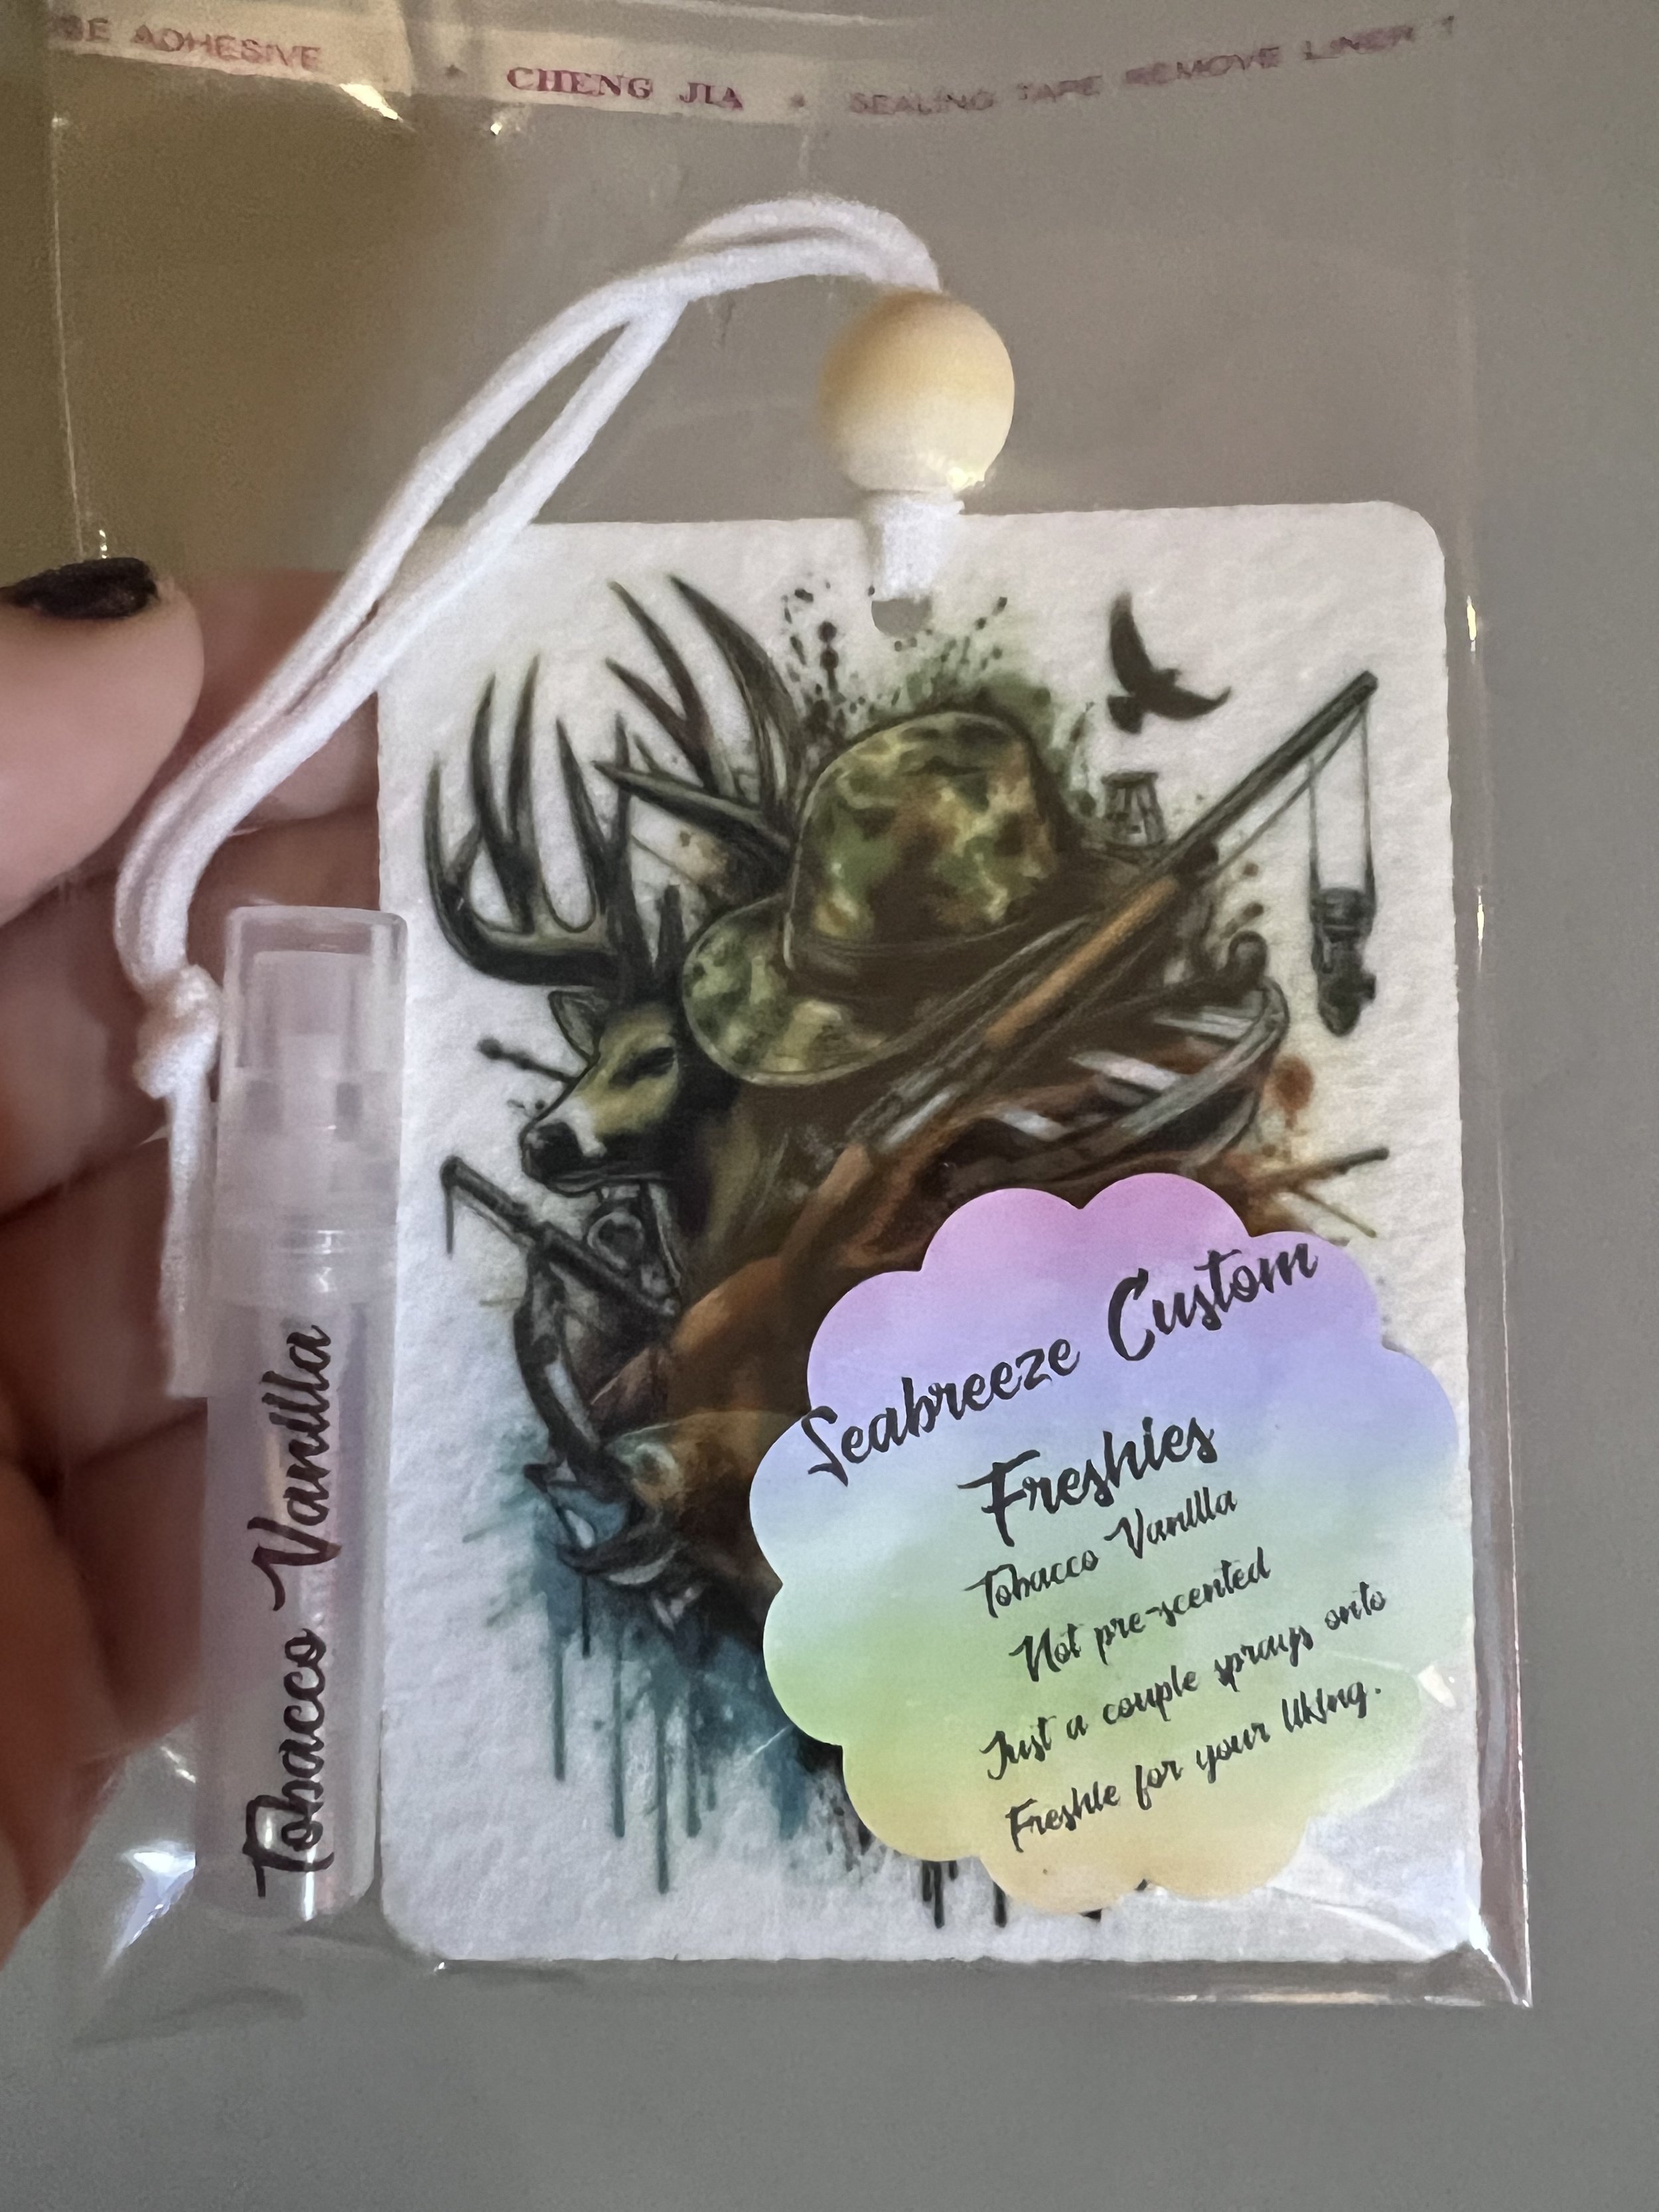 SE ADHESIVE * CHENG JIA * SEALING TAPE REMOVE LINER T
Tobacco Vanilla
Seabreeze Custom
Freshies
Tobacco Vanilla
Not pre-scented
Just a couple sprays onto
Freshie for your liking.